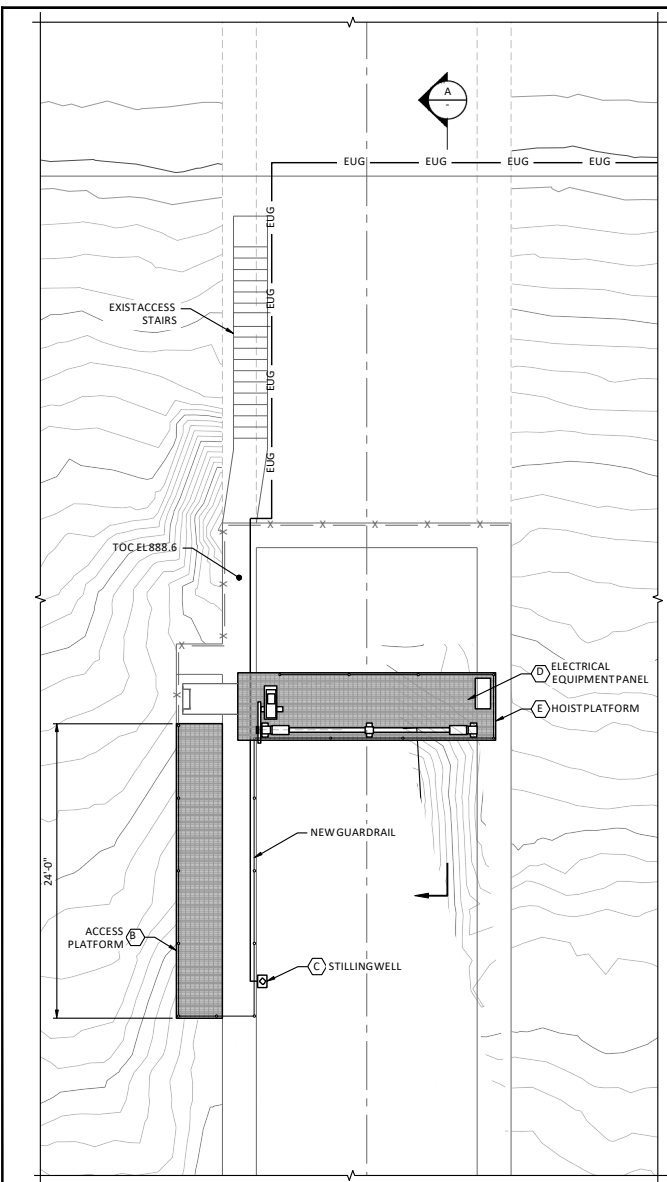 A
-
EUG EUG EUG EUG
EUG
EUG
EUG
EUG
EXIST ACCESS
STAIRS
X X X X X
X
X
X
X
TOC EL 888.6
D ELECTRICAL
EQUIPMENT PANEL
E HOIST PLATFORM
24'-0"
NEW GUARDRAIL
ACCESS
PLATFORM B
C STILLING WELL